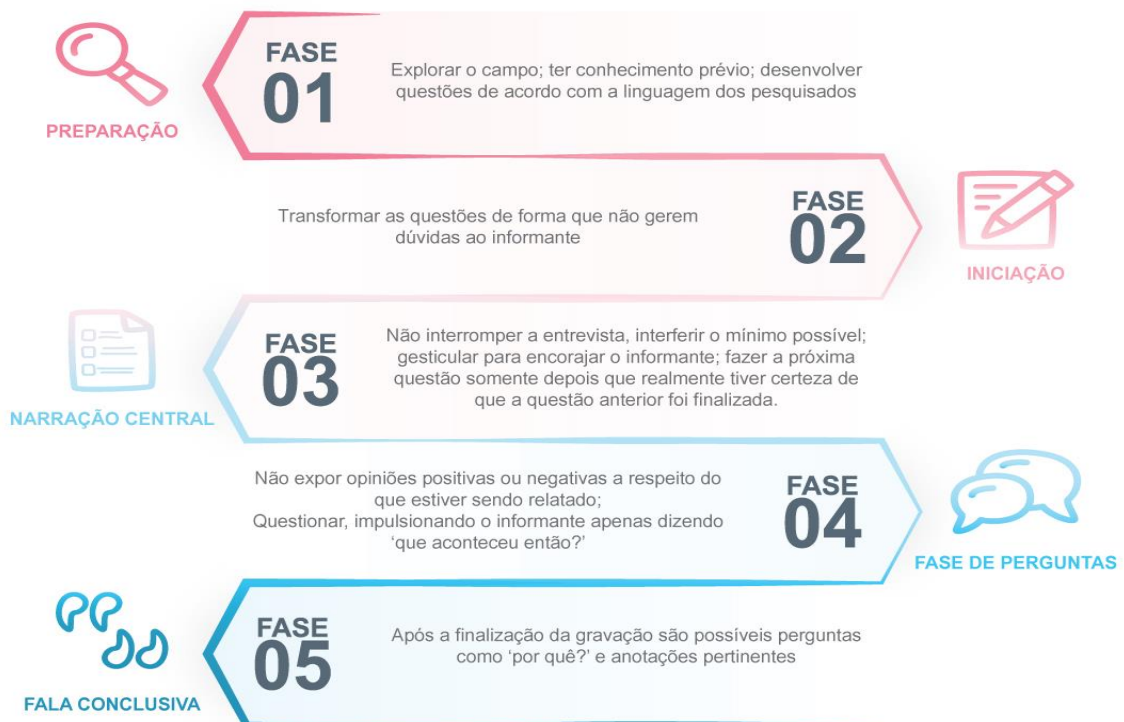 FASE
01
Explorar o campo; ter conhecimento prévio; desenvolver
questões de acordo com a linguagem dos pesquisados
PREPARAÇÃO
Transformar as questões de forma que não gerem
dúvidas ao informante
FASE
02
INICIAÇÃO
FASE
03
Não interromper a entrevista, interferir o mínimo possível;
gesticular para encorajar o informante; fazer a próxima
questão somente depois que realmente tiver certeza de
que a questão anterior foi finalizada.
NARRAÇÃO CENTRAL
Não expor opiniões positivas ou negativas a respeito do
que estiver sendo relatado;
Questionar, impulsionando o informante apenas dizendo
‘que aconteceu então?’
FASE
04
FASE DE PERGUNTAS
FASE
05
Após a finalização da gravação são possíveis perguntas
como ‘por quê?’ e anotações pertinentes
FALA CONCLUSIVA